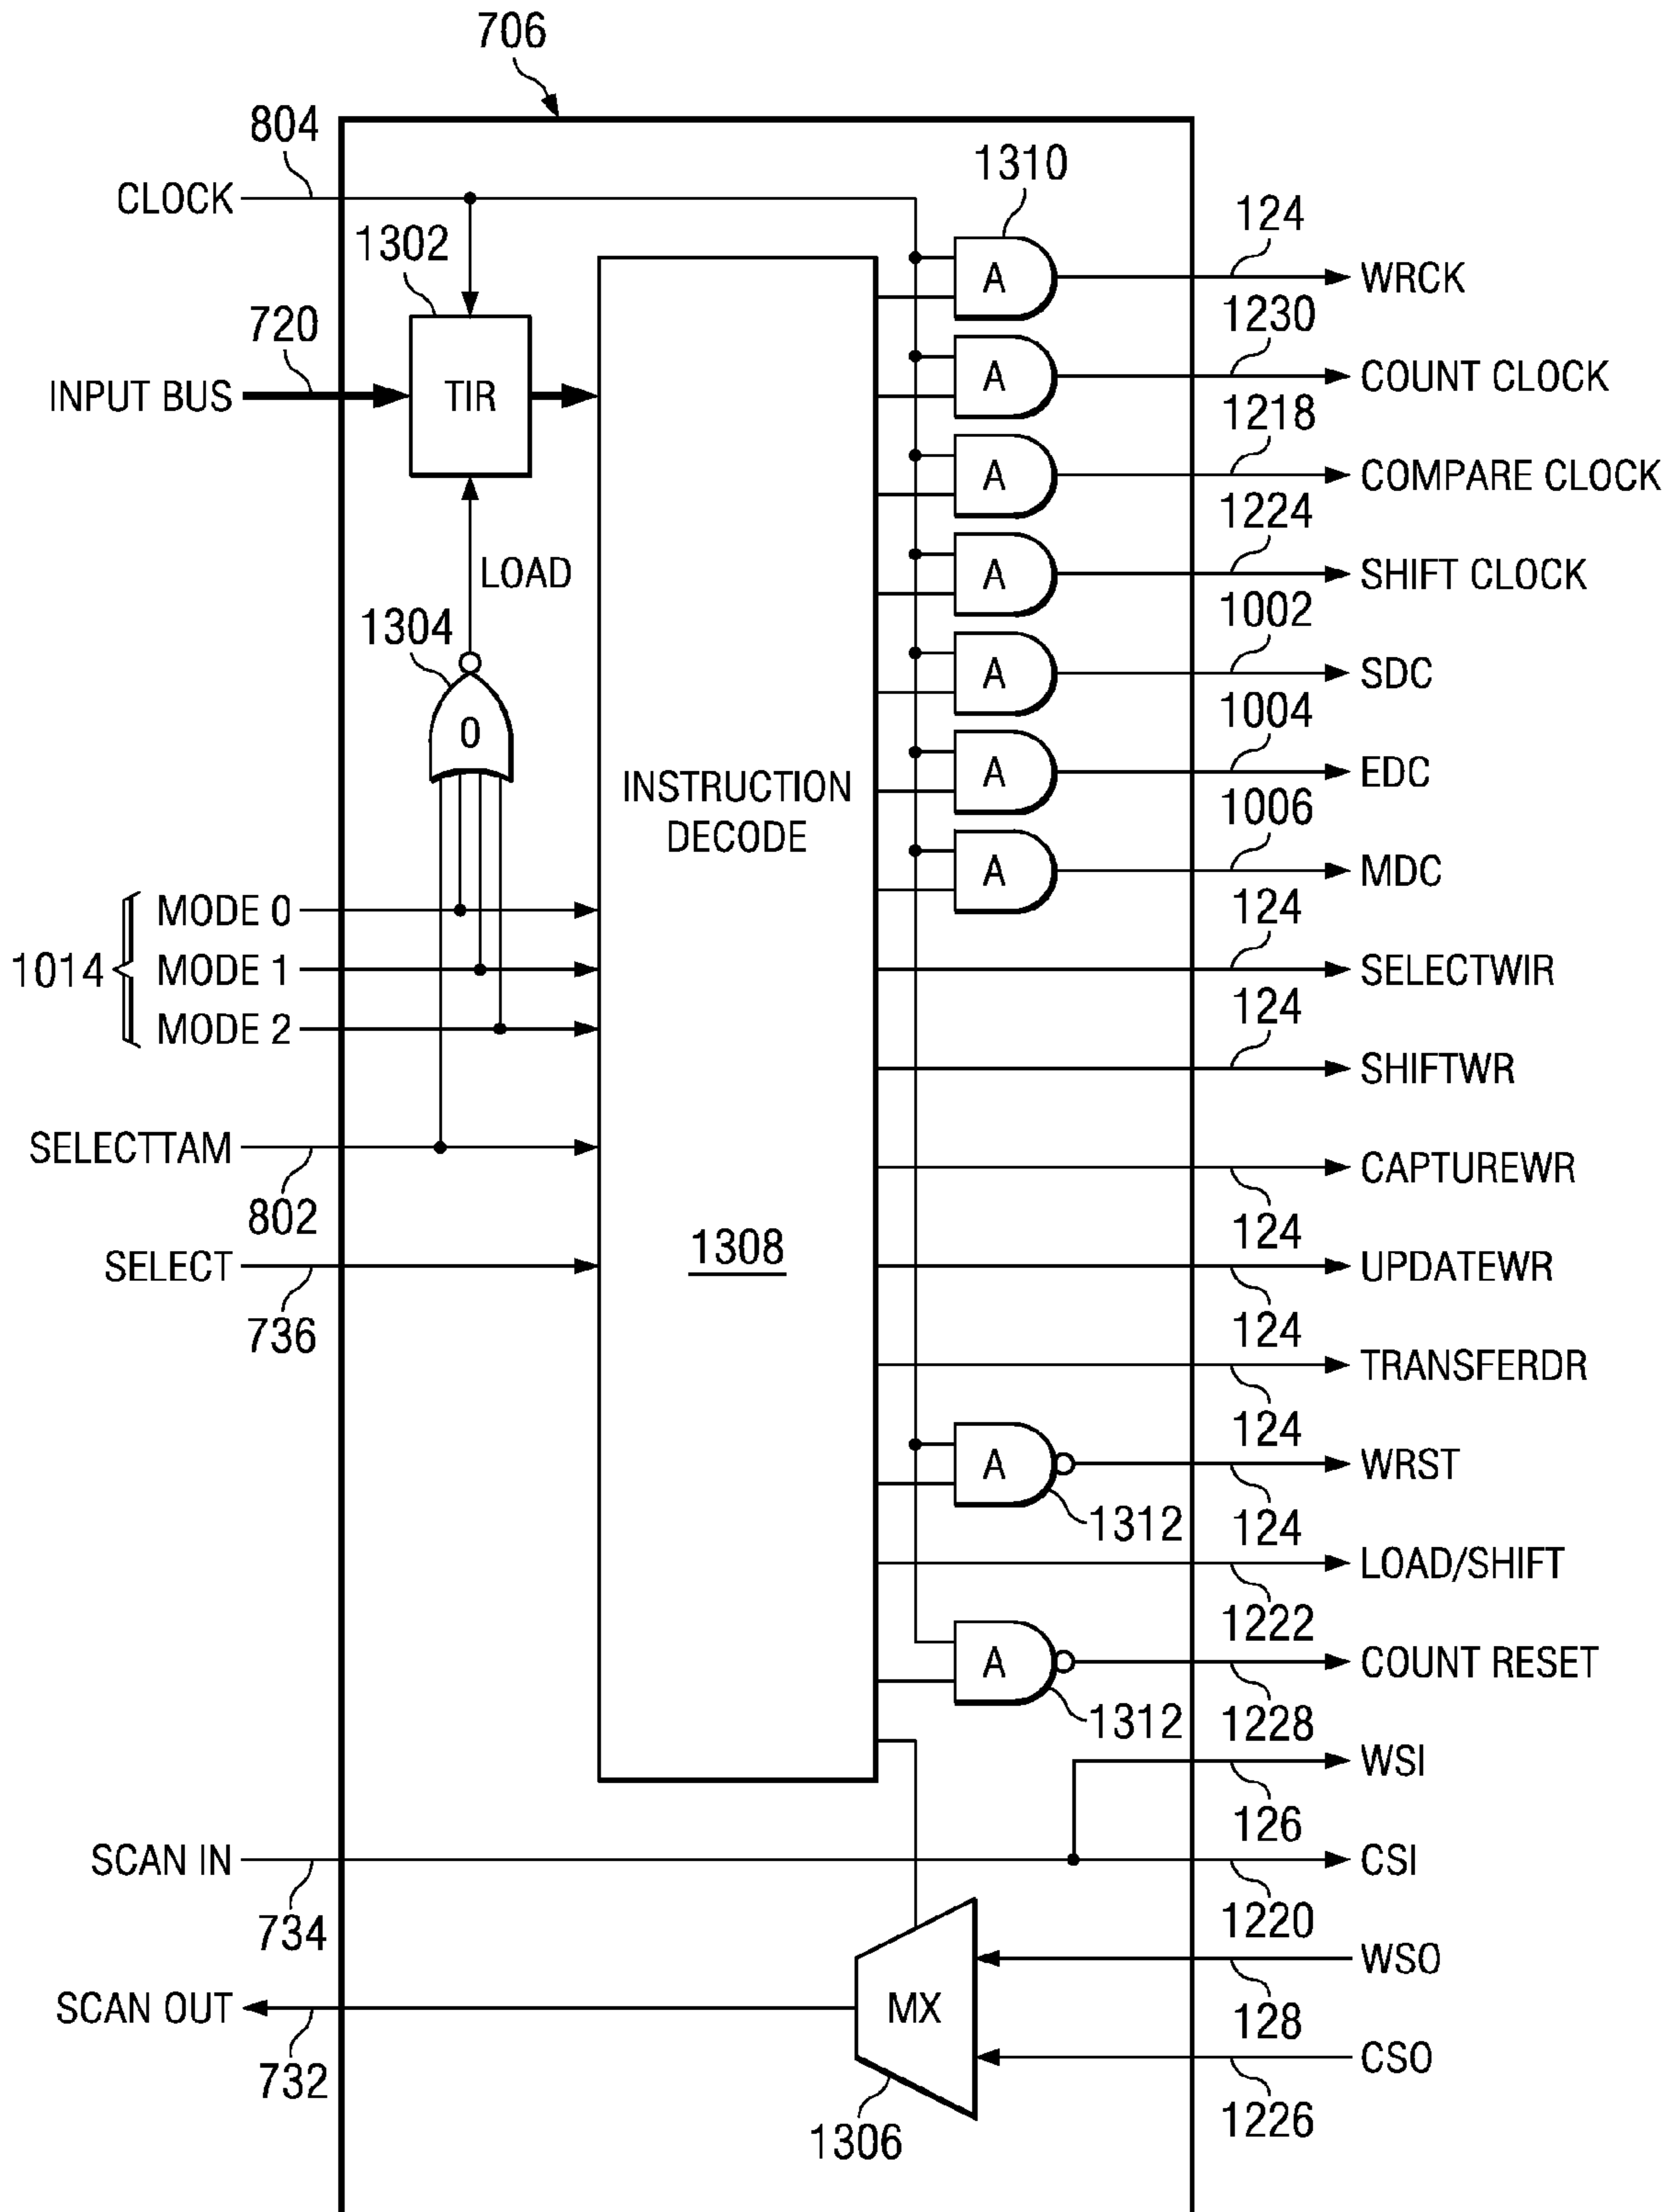 706
804
CLOCK
1310
1302
124
WRCK
720
1230
INPUT BUS
TIR
A
COUNT CLOCK
1218
A
COMPARE CLOCK
1224
A
SHIFT CLOCK
LOAD
A
1002
1304
SDC
A
0
1004
INSTRUCTION
DECODE
EDC
A
1006
MDC
A
1014
MODE 0
MODE 1
MODE 2
124
SELECTWIR
124
SHIFTWR
SELECTTAM
802
CAPTUREWR
124
SELECT
736
1308
UPDATEWR
124
TRANSFERDR
124
A
WRST
1312
124
LOAD/SHIFT
1222
A
COUNT RESET
1312
1228
WSI
126
SCAN IN
734
CSI
1220
WSO
128
SCAN OUT
732
MX
CSO
1306
1226